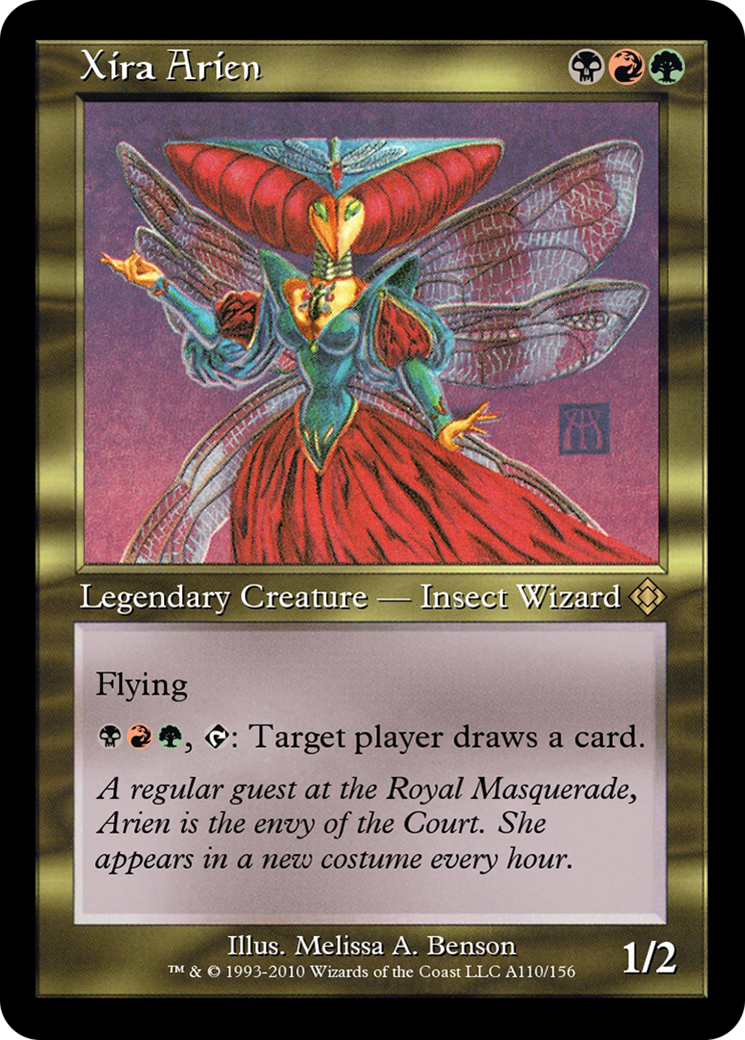 Xira Arien
Legendary Creature — Insect Wizard
Flying
, : Target player draws a card.
A regular guest at the Royal Masquerade,
Arien is the envy of the Court. She
appears in a new costume every hour.
Illus. Melissa A. Benson
™ & © 1993-2010 Wizards of the Coast LLC A110/156
1/2